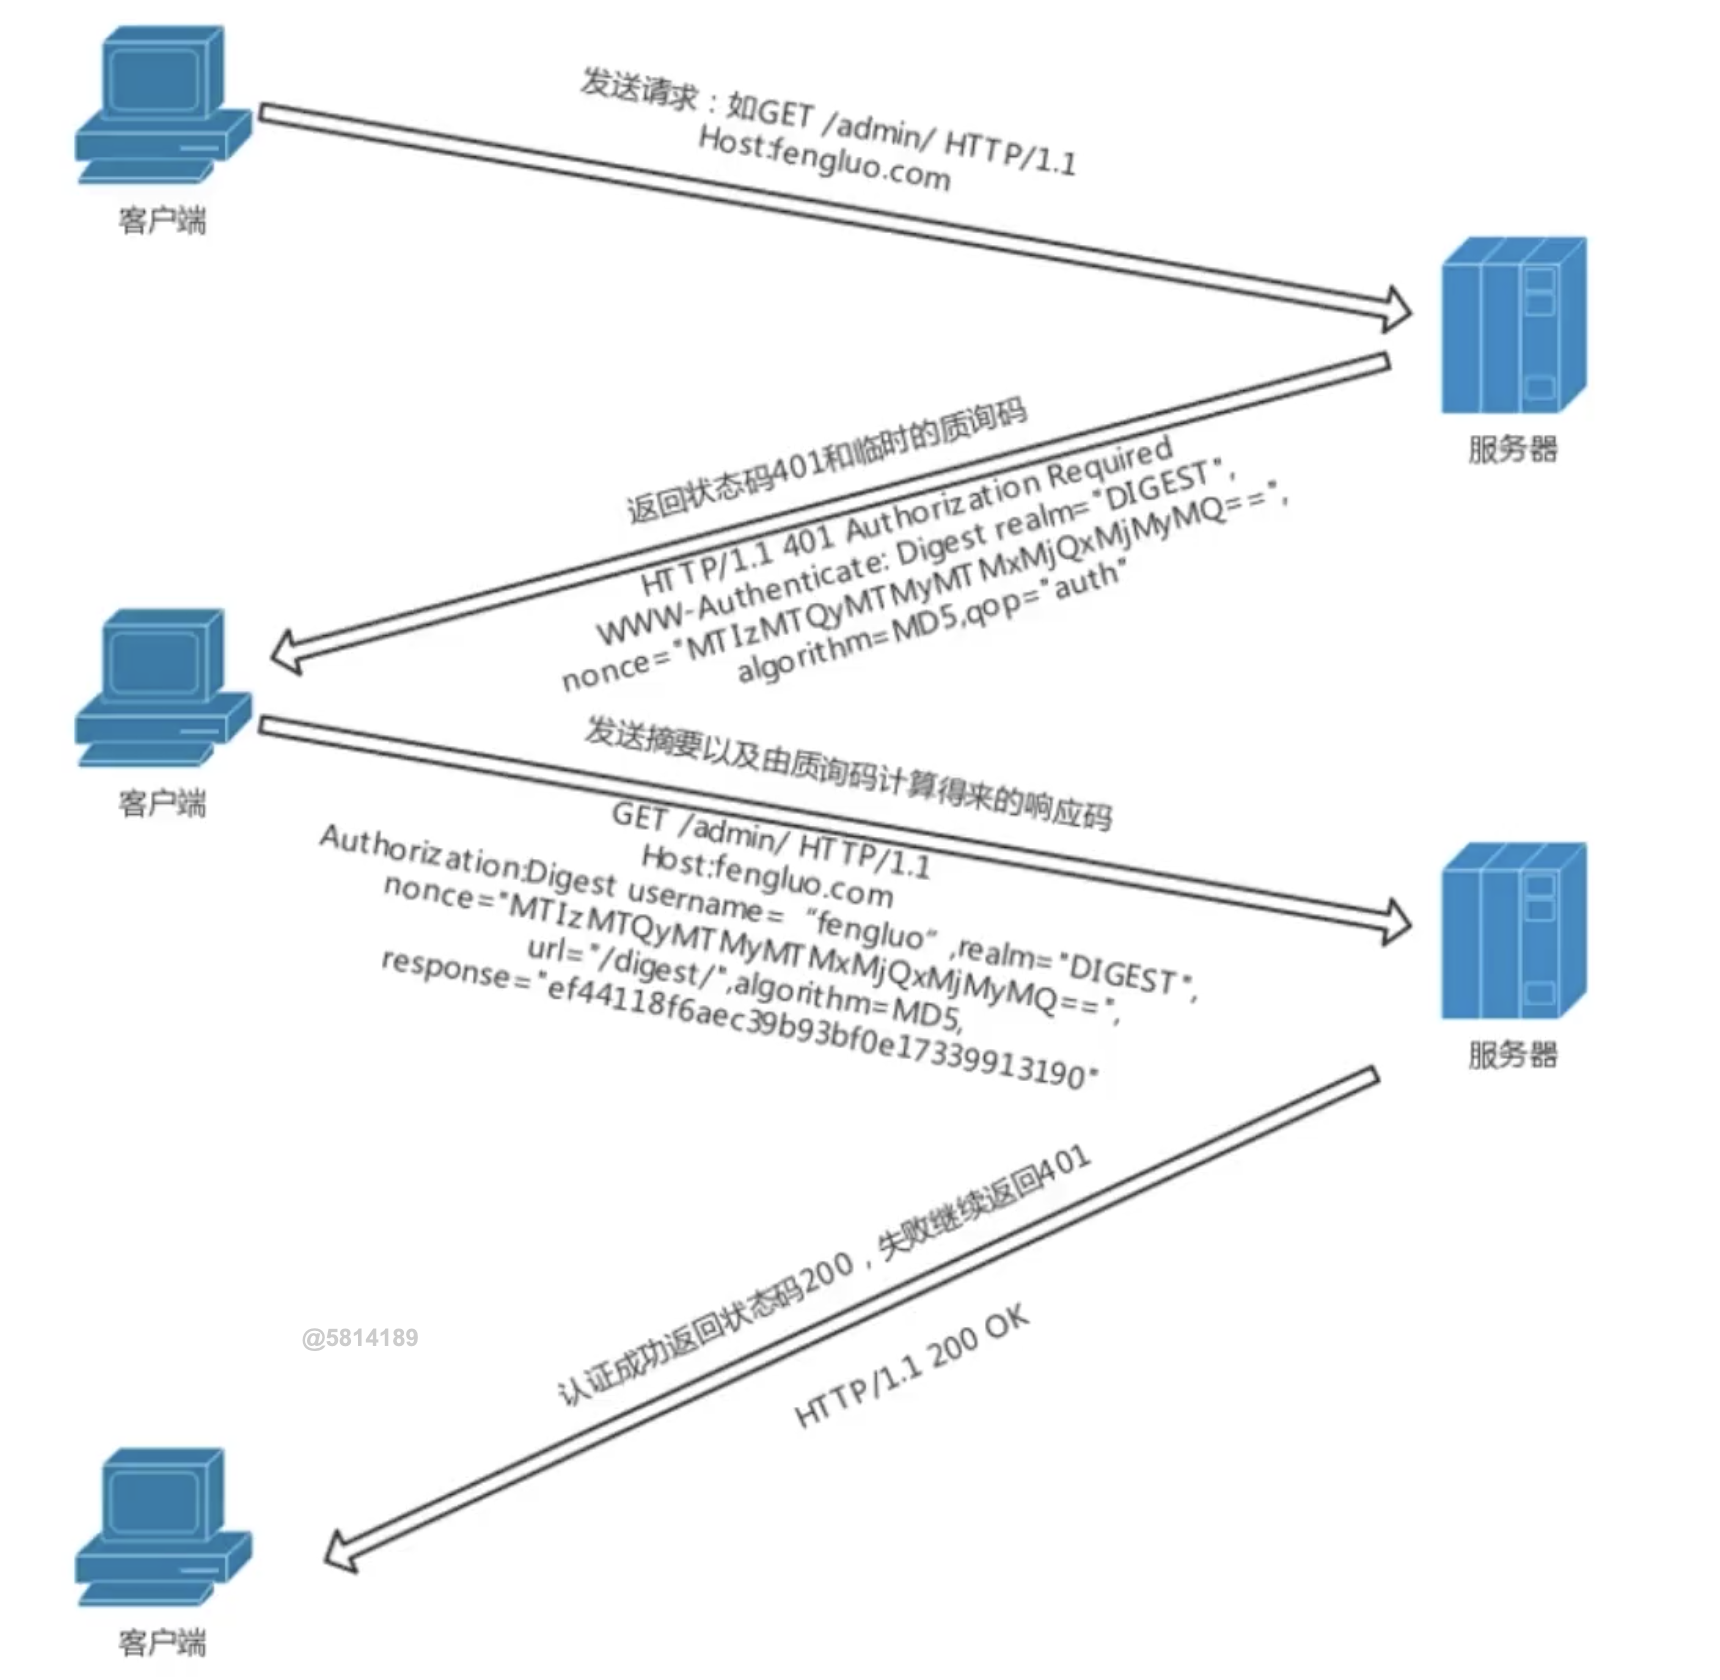 发送请求：如GET /admin/ HTTP/1.1
Host:fengluo.com
客户端
服务器
返回状态码401和临时的质询码
HTTP/1.1 401 Authorization Required
WWW-Authenticate: Digest realm="DIGEST",
nonce="MTIzMTQyMTMyMTMxMjQxMjMyMQ==",
algorithm=MD5,qop="auth"
客户端
发送摘要以及由质询码计算得来的响应码
GET /admin/ HTTP/1.1
Host:fengluo.com
Authorization:Digest username=“fengluo”,realm="DIGEST",
nonce="MTIzMTQyMTMyMTMxMjQxMjMyMQ==",
url="/digest/",algorithm=MD5,
response="ef44118f6aec39b93bf0e17339913190"
服务器
认证成功返回状态码200，失败继续返回401
HTTP/1.1 200 OK
@5814189
客户端